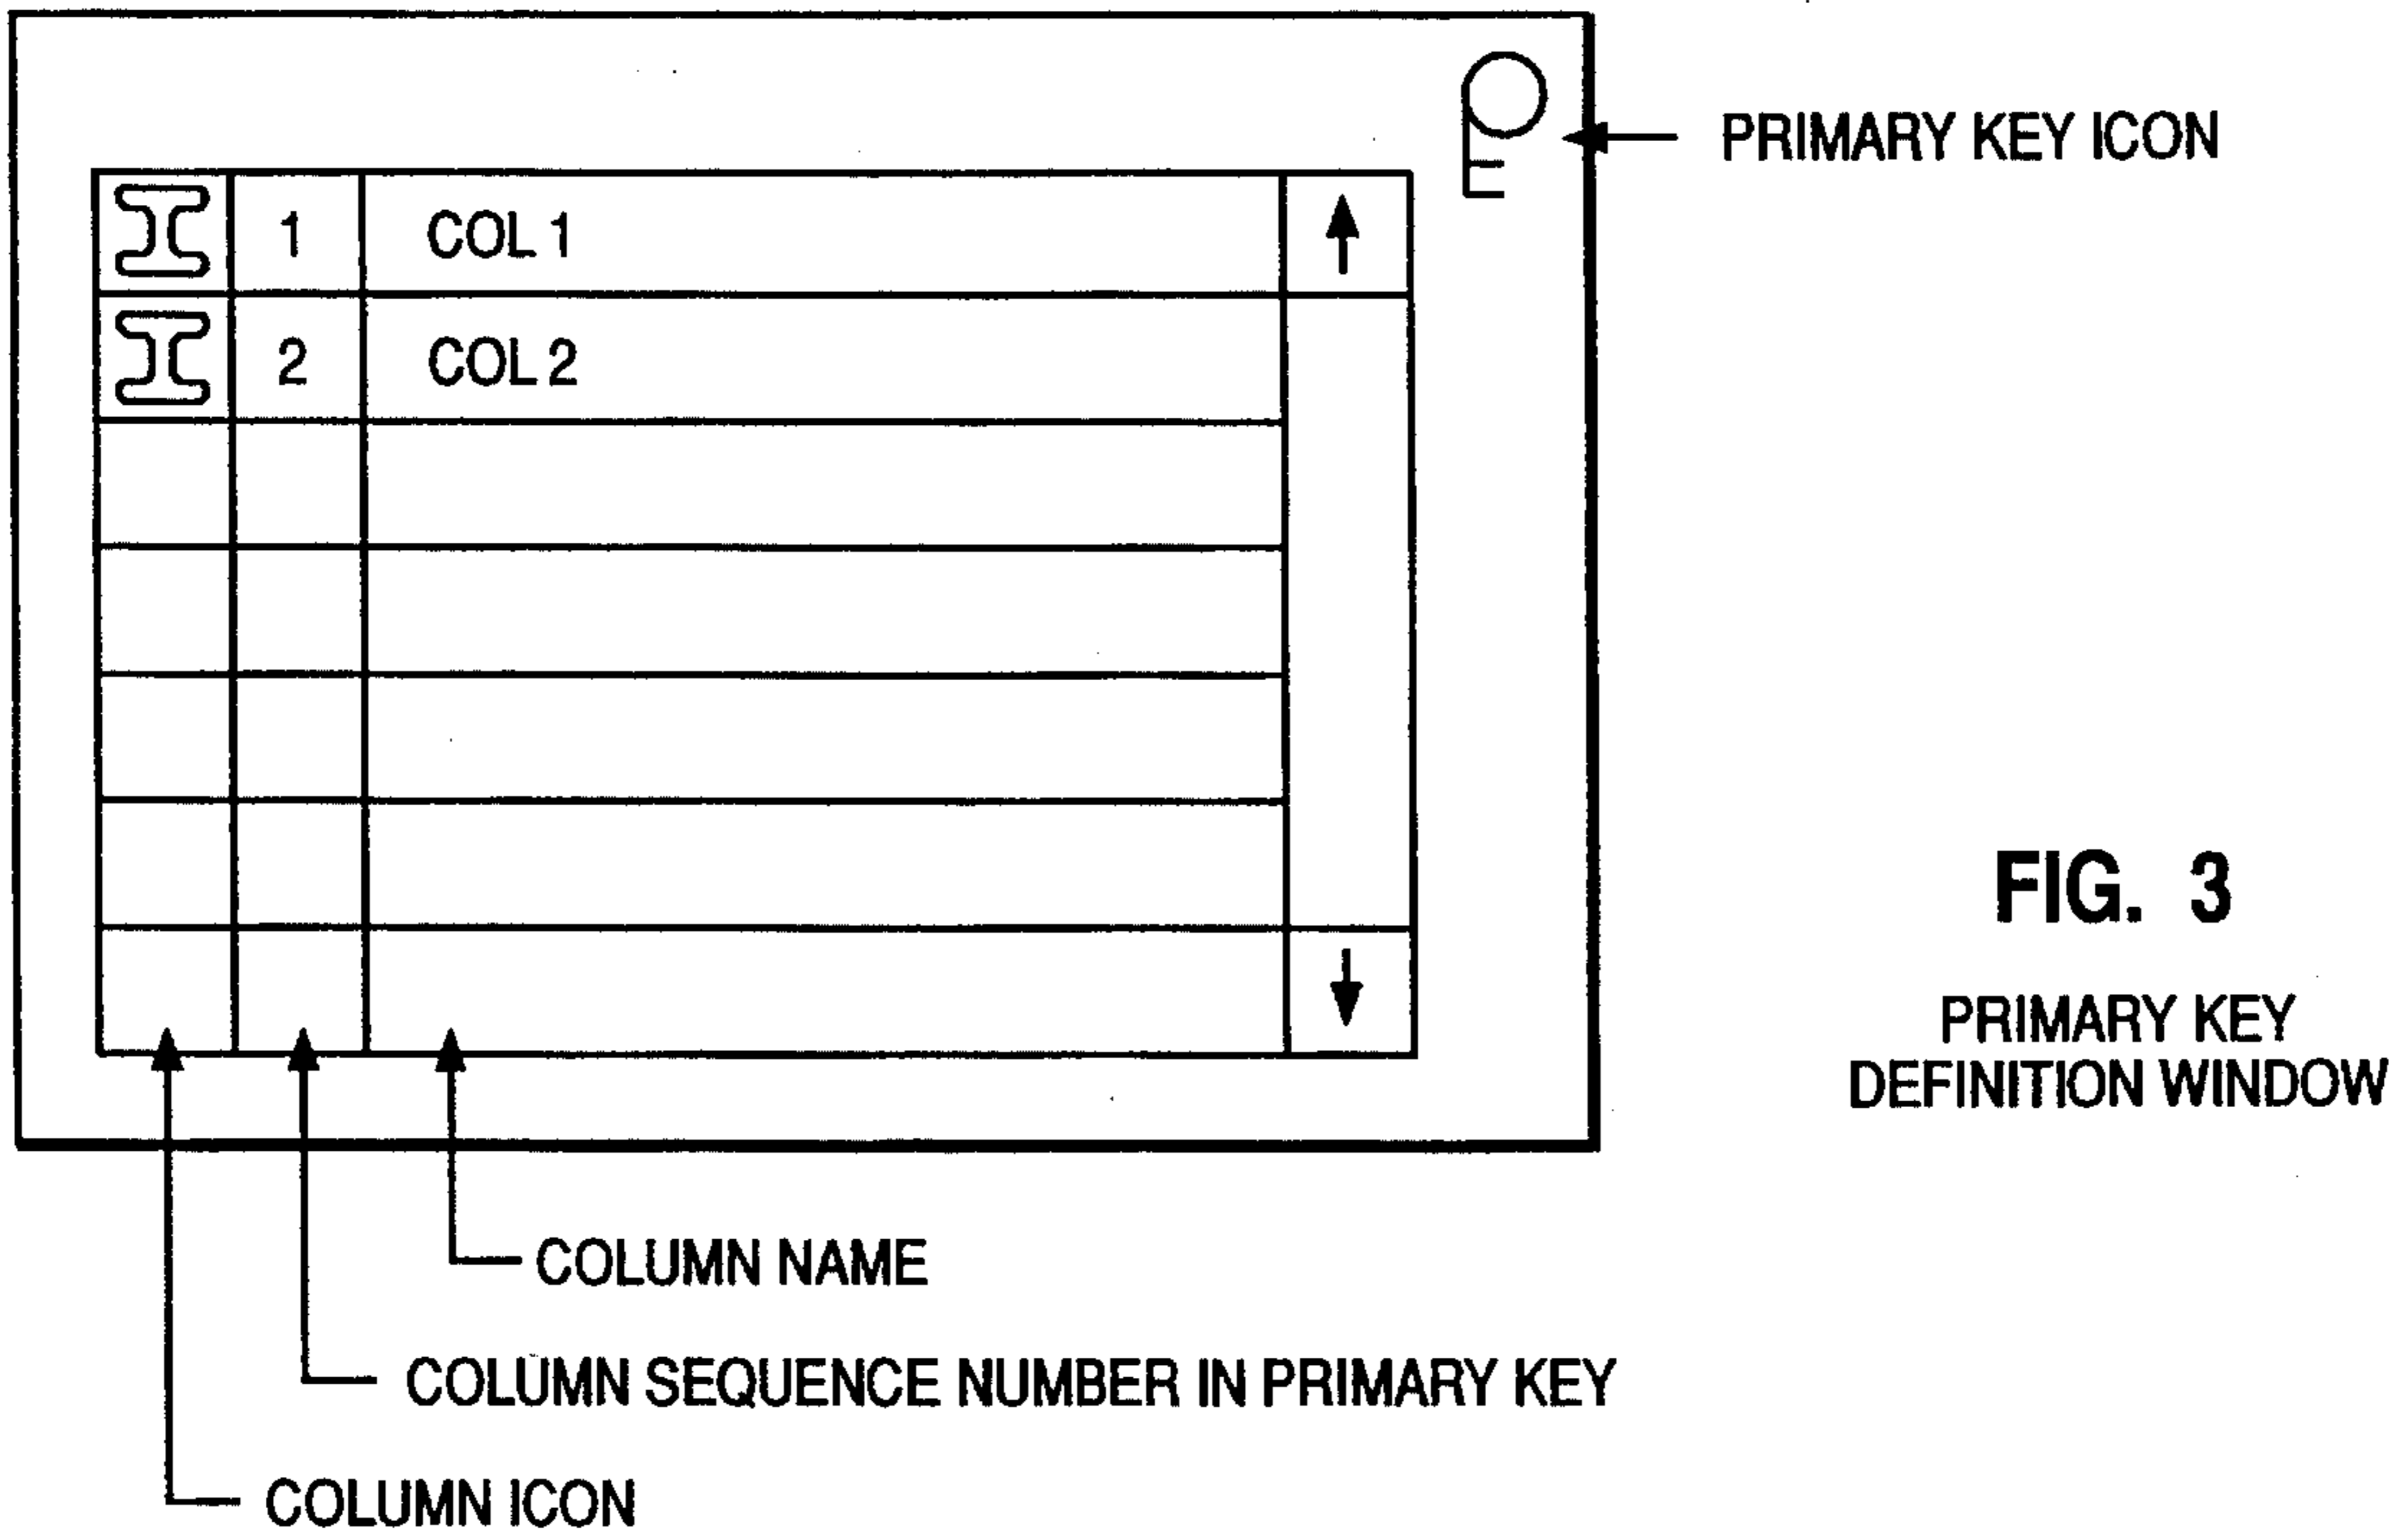 PRIMARY KEY ICON
1 COL 1
2 COL 2
FIG. 3
PRIMARY KEY
DEFINITION WINDOW
COLUMN NAME
COLUMN SEQUENCE NUMBER IN PRIMARY KEY
COLUMN ICON